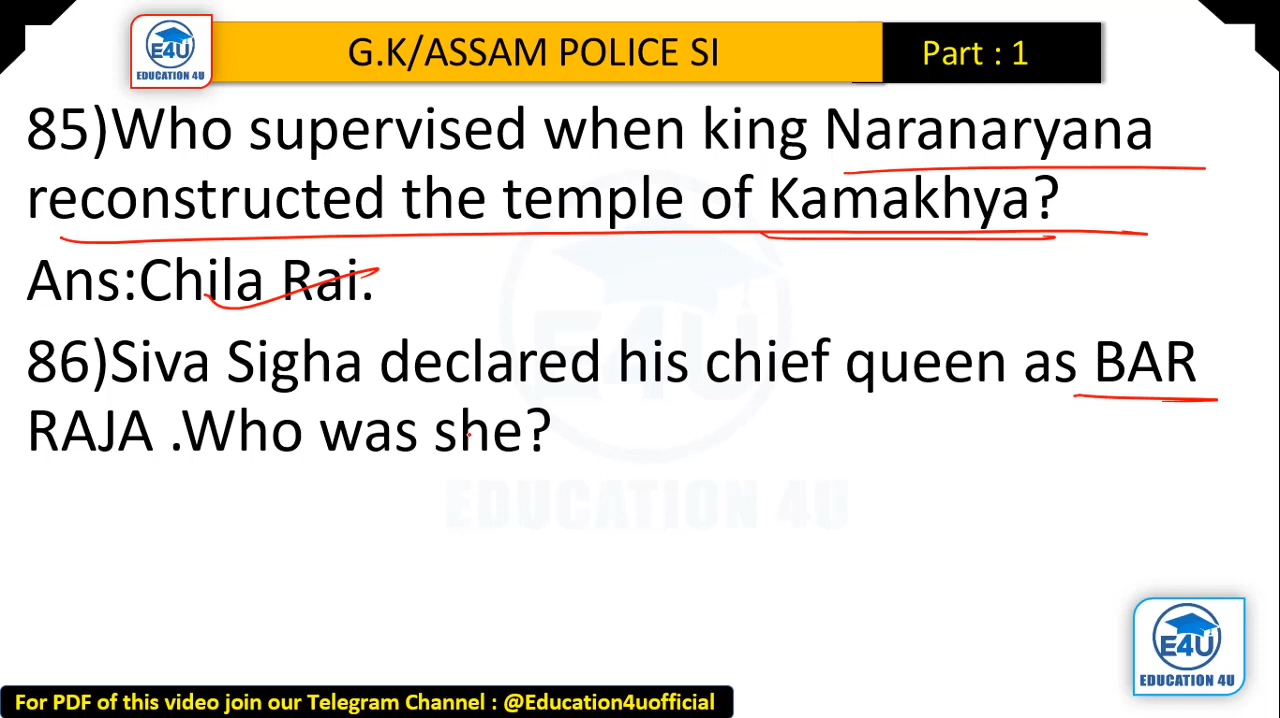 E4U
EDUCATION 4U
G.K/ASSAM POLICE SI
Part : 1
85)Who supervised when king Naranaryana
reconstructed the temple of Kamakhya?
Ans:Chila Rai.
86)Siva Sigha declared his chief queen as BAR
RAJA .Who was she?
E4U
EDUCATION 4U
E4U
EDUCATION 4U
For PDF of this video join our Telegram Channel : @Education4uofficial